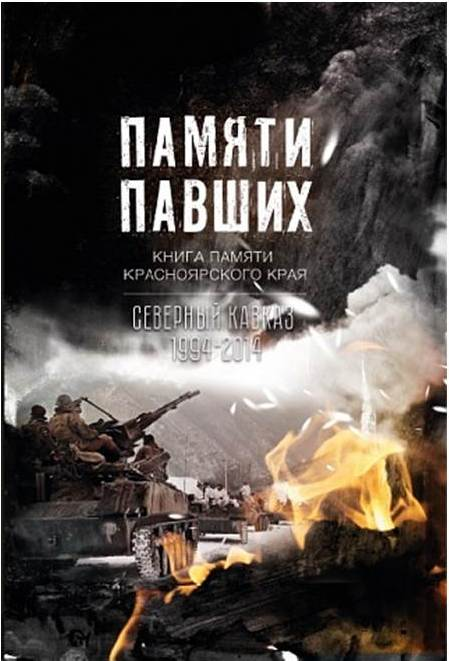 ПАМЯТИ
ПАВШИХ
КНИГА ПАМЯТИ
КРАСНОЯРСКОГО КРАЯ
СЕВЕРНЫЙ КАВКАЗ
1994-2014